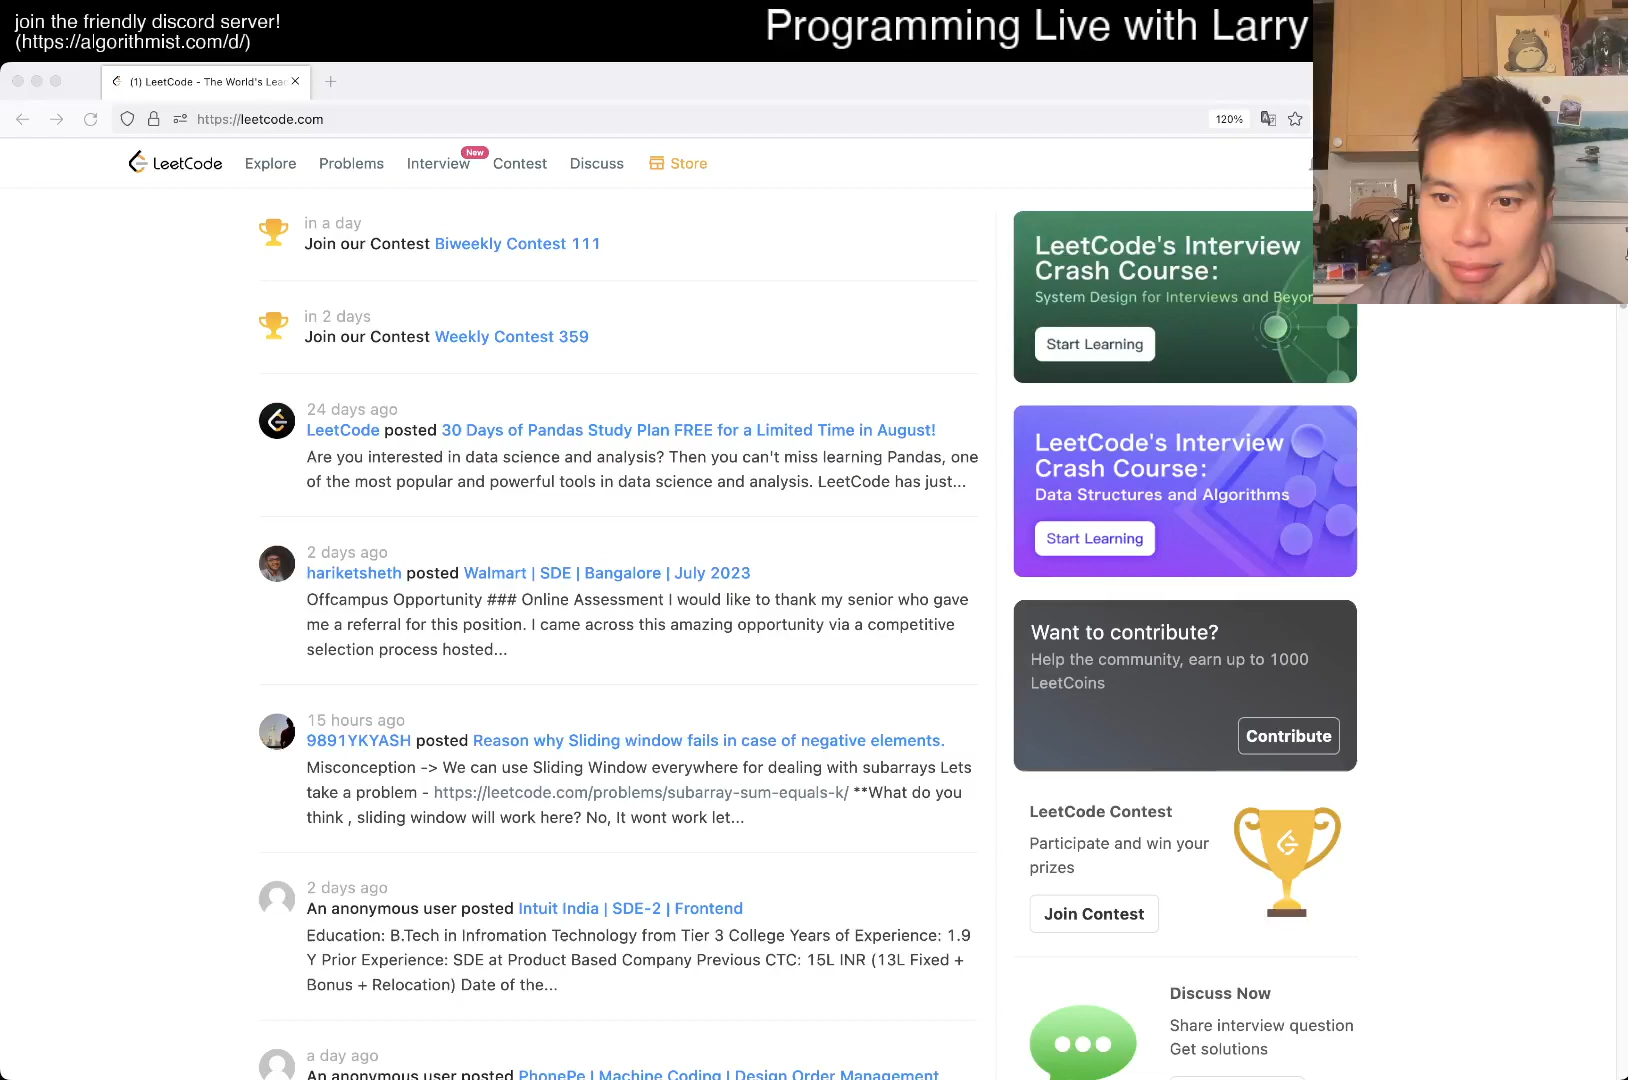 join the friendly discord server!
(https://algorithmist.com/d/)
Programming Live with Larry
(1) LeetCode - The World's Lea
https://leetcode.com
120%
LeetCode
Explore
Problems
Interview
New
Contest
Discuss
Store
in a day
Join our Contest Biweekly Contest 111
in 2 days
Join our Contest Weekly Contest 359
24 days ago
LeetCode posted 30 Days of Pandas Study Plan FREE for a Limited Time in August!
Are you interested in data science and analysis? Then you can't miss learning Pandas, one
of the most popular and powerful tools in data science and analysis. LeetCode has just...
2 days ago
hariketsheth posted Walmart | SDE | Bangalore | July 2023
Offcampus Opportunity ### Online Assessment I would like to thank my senior who gave
me a referral for this position. I came across this amazing opportunity via a competitive
selection process hosted...
15 hours ago
9891YKYASH posted Reason why Sliding window fails in case of negative elements.
Misconception -> We can use Sliding Window everywhere for dealing with subarrays Lets
take a problem - https://leetcode.com/problems/subarray-sum-equals-k/ **What do you
think , sliding window will work here? No, It wont work let...
2 days ago
An anonymous user posted Intuit India | SDE-2 | Frontend
Education: B.Tech in Infromation Technology from Tier 3 College Years of Experience: 1.9
Y Prior Experience: SDE at Product Based Company Previous CTC: 15L INR (13L Fixed +
Bonus + Relocation) Date of the...
a day ago
An anonymous user posted PhonePe | Machine Coding | Design Order Management
LeetCode's Interview
Crash Course:
System Design for Interviews and Beyon
Start Learning
LeetCode's Interview
Crash Course:
Data Structures and Algorithms
Start Learning
Want to contribute?
Help the community, earn up to 1000
LeetCoins
Contribute
LeetCode Contest
Participate and win your
prizes
Join Contest
Discuss Now
Share interview question
Get solutions